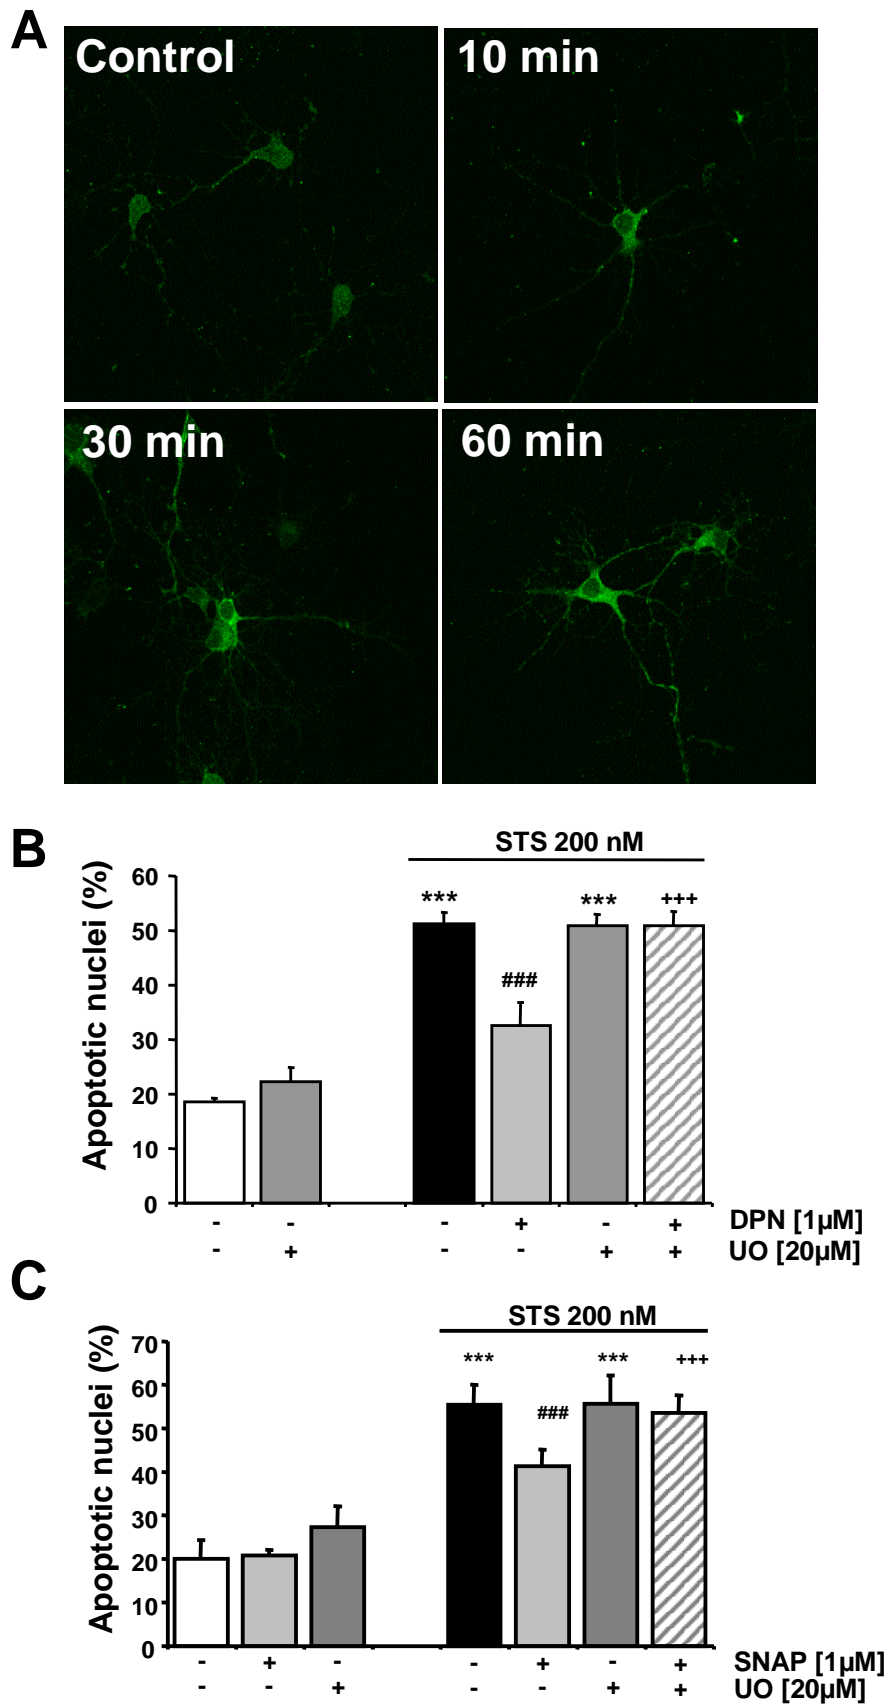 A
Control
10 min
30 min
60 min
B
STS 200 nM
Apoptotic nuclei (%)
60
50
40
30
20
10
0
*** ### *** +++
- - - + - + DPN [1µM]
- + - - + + UO [20µM]
C
STS 200 nM
Apoptotic nuclei (%)
70
60
50
40
30
20
10
0
*** ### *** +++
- + - - + - + SNAP [1µM]
- - + - - + + UO [20µM]